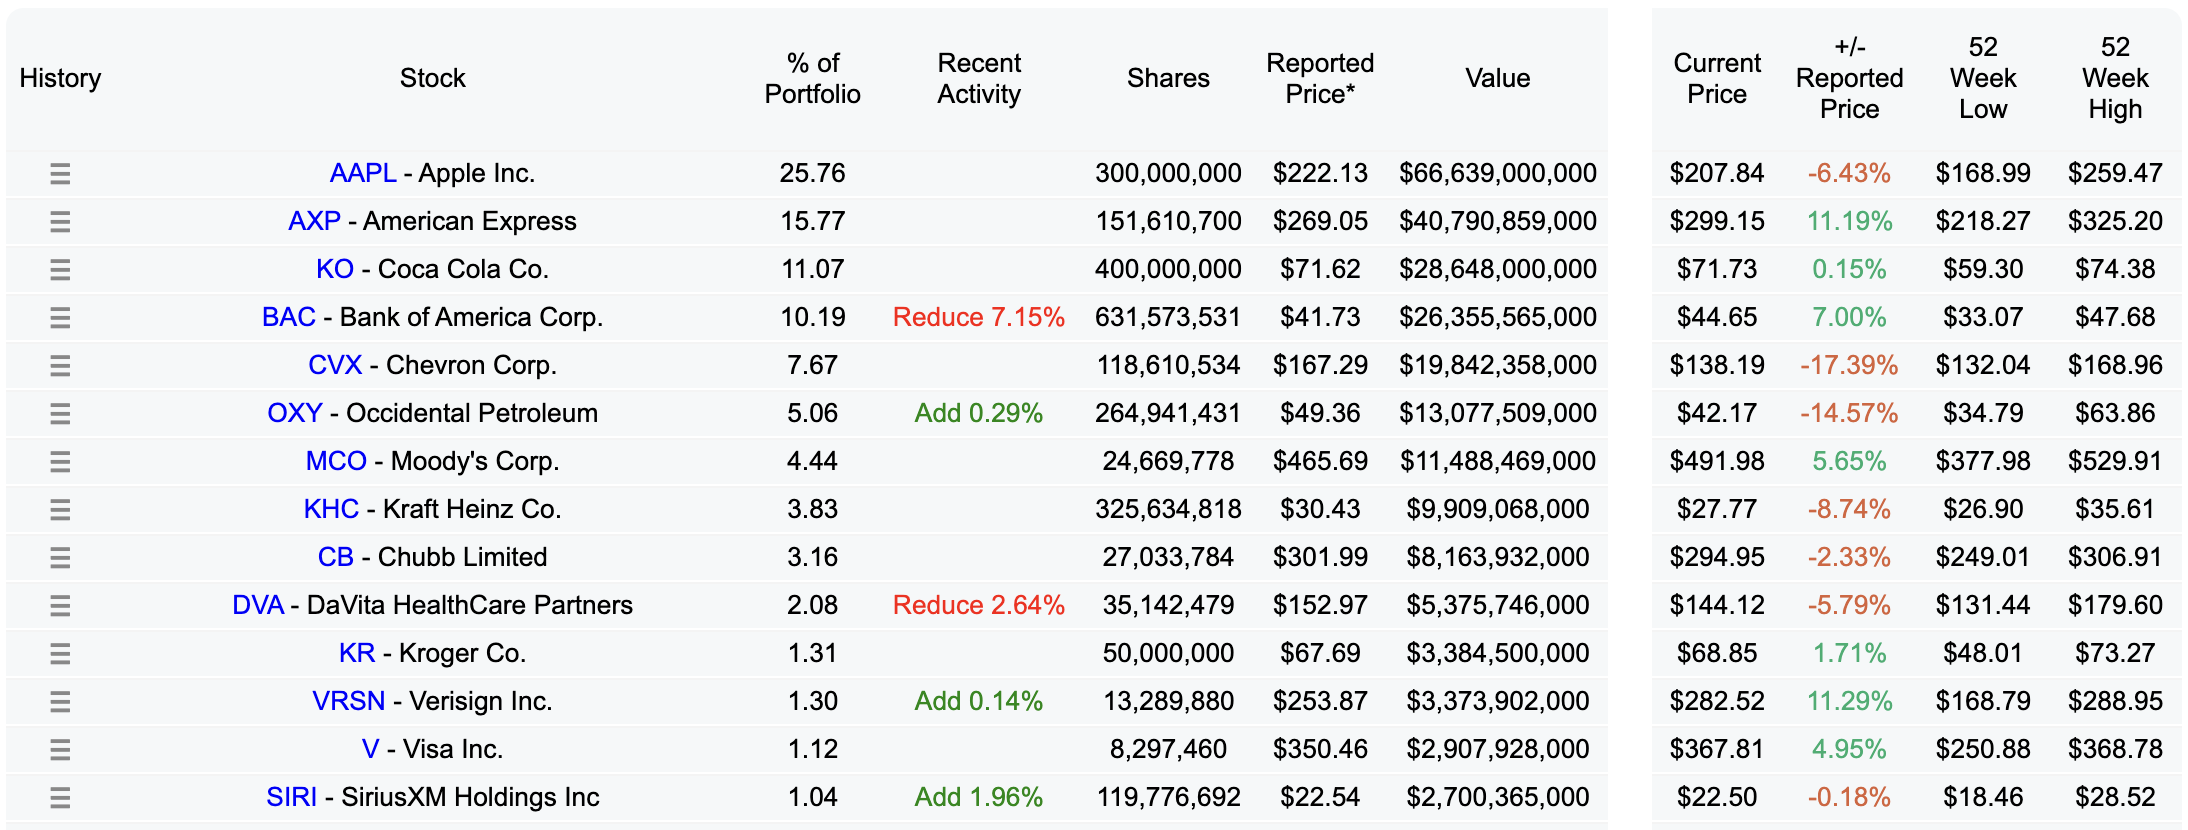 History Stock % of Portfolio Recent Activity Shares Reported Price* Value Current Price +/- Reported Price 52 Week Low 52 Week High
AAPL - Apple Inc. 25.76 300,000,000 $222.13 $66,639,000,000 $207.84 -6.43% $168.99 $259.47
AXP - American Express 15.77 151,610,700 $269.05 $40,790,859,000 $299.15 11.19% $218.27 $325.20
KO - Coca Cola Co. 11.07 400,000,000 $71.62 $28,648,000,000 $71.73 0.15% $59.30 $74.38
BAC - Bank of America Corp. 10.19 Reduce 7.15% 631,573,531 $41.73 $26,355,565,000 $44.65 7.00% $33.07 $47.68
CVX - Chevron Corp. 7.67 118,610,534 $167.29 $19,842,358,000 $138.19 -17.39% $132.04 $168.96
OXY - Occidental Petroleum 5.06 Add 0.29% 264,941,431 $49.36 $13,077,509,000 $42.17 -14.57% $34.79 $63.86
MCO - Moody's Corp. 4.44 24,669,778 $465.69 $11,488,469,000 $491.98 5.65% $377.98 $529.91
KHC - Kraft Heinz Co. 3.83 325,634,818 $30.43 $9,909,068,000 $27.77 -8.74% $26.90 $35.61
CB - Chubb Limited 3.16 27,033,784 $301.99 $8,163,932,000 $294.95 -2.33% $249.01 $306.91
DVA - DaVita HealthCare Partners 2.08 Reduce 2.64% 35,142,479 $152.97 $5,375,746,000 $144.12 -5.79% $131.44 $179.60
KR - Kroger Co. 1.31 50,000,000 $67.69 $3,384,500,000 $68.85 1.71% $48.01 $73.27
VRSN - Verisign Inc. 1.30 Add 0.14% 13,289,880 $253.87 $3,373,902,000 $282.52 11.29% $168.79 $288.95
V - Visa Inc. 1.12 8,297,460 $350.46 $2,907,928,000 $367.81 4.95% $250.88 $368.78
SIRI - SiriusXM Holdings Inc 1.04 Add 1.96% 119,776,692 $22.54 $2,700,365,000 $22.50 -0.18% $18.46 $28.52